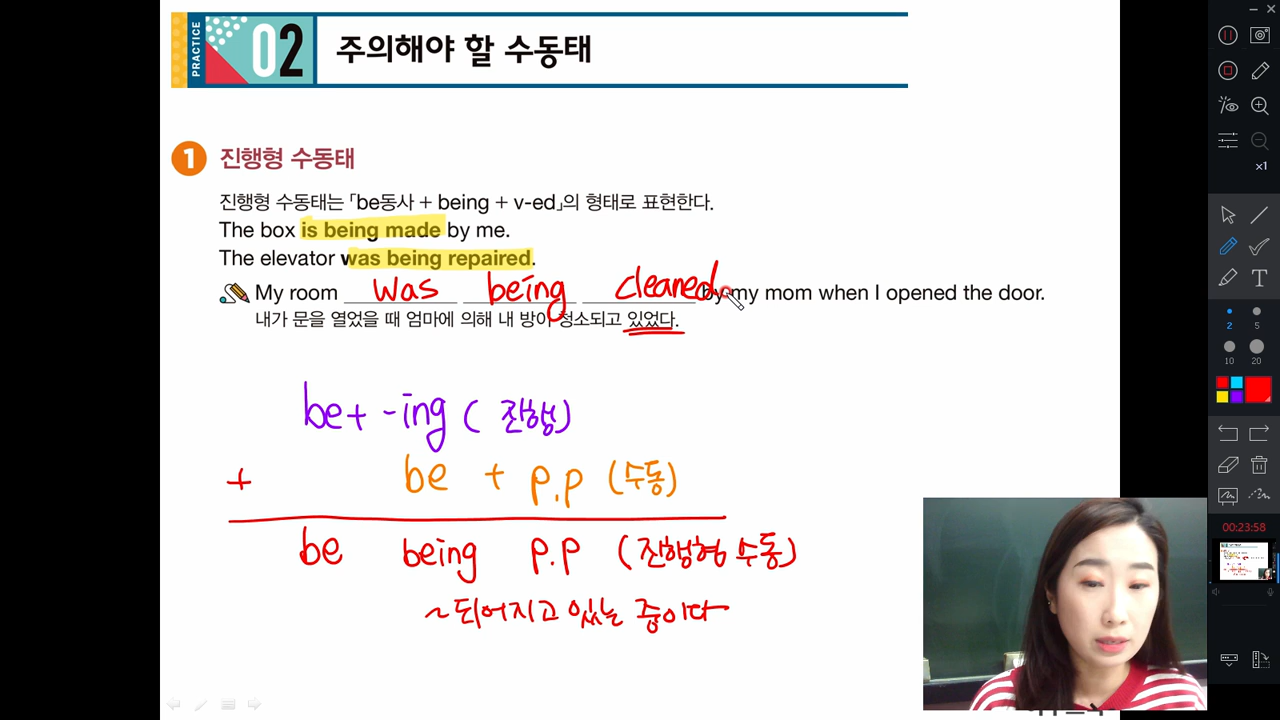 PRACTICE 02 주의해야 할 수동태
1 진행형 수동태
진행형 수동태는 「be동사 + being + v-ed」의 형태로 표현한다.
The box is being made by me.
The elevator was being repaired.
My room was being cleaned by my mom when I opened the door.
내가 문을 열었을 때 엄마에 의해 내 방이 청소되고 있었다.
be + -ing ( 진행)
+ be + p.p (수동)
be being p.p (진행형 수동)
~ 되어지고 있는 중이다
x1
T
2 5
10 20
00:23:58